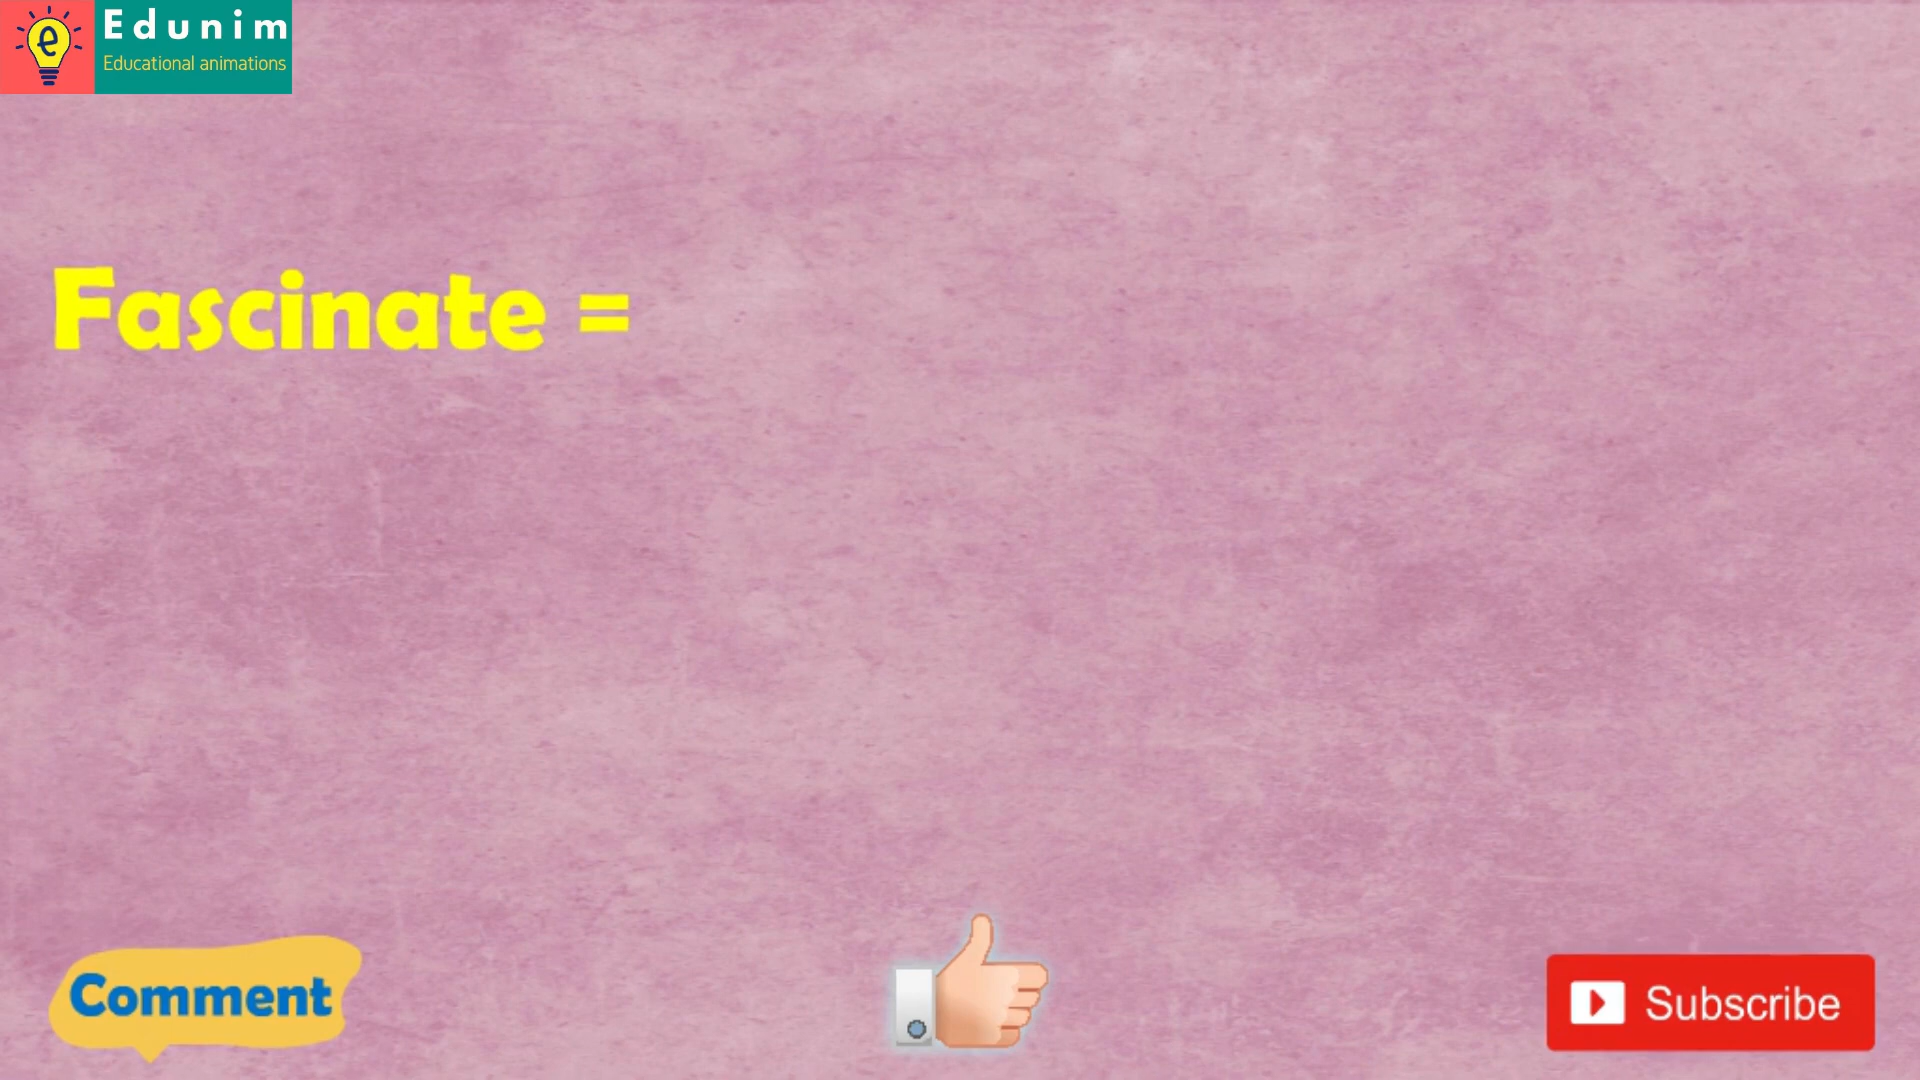 Edunim
Educational animations
Fascinate =
Comment
Subscribe